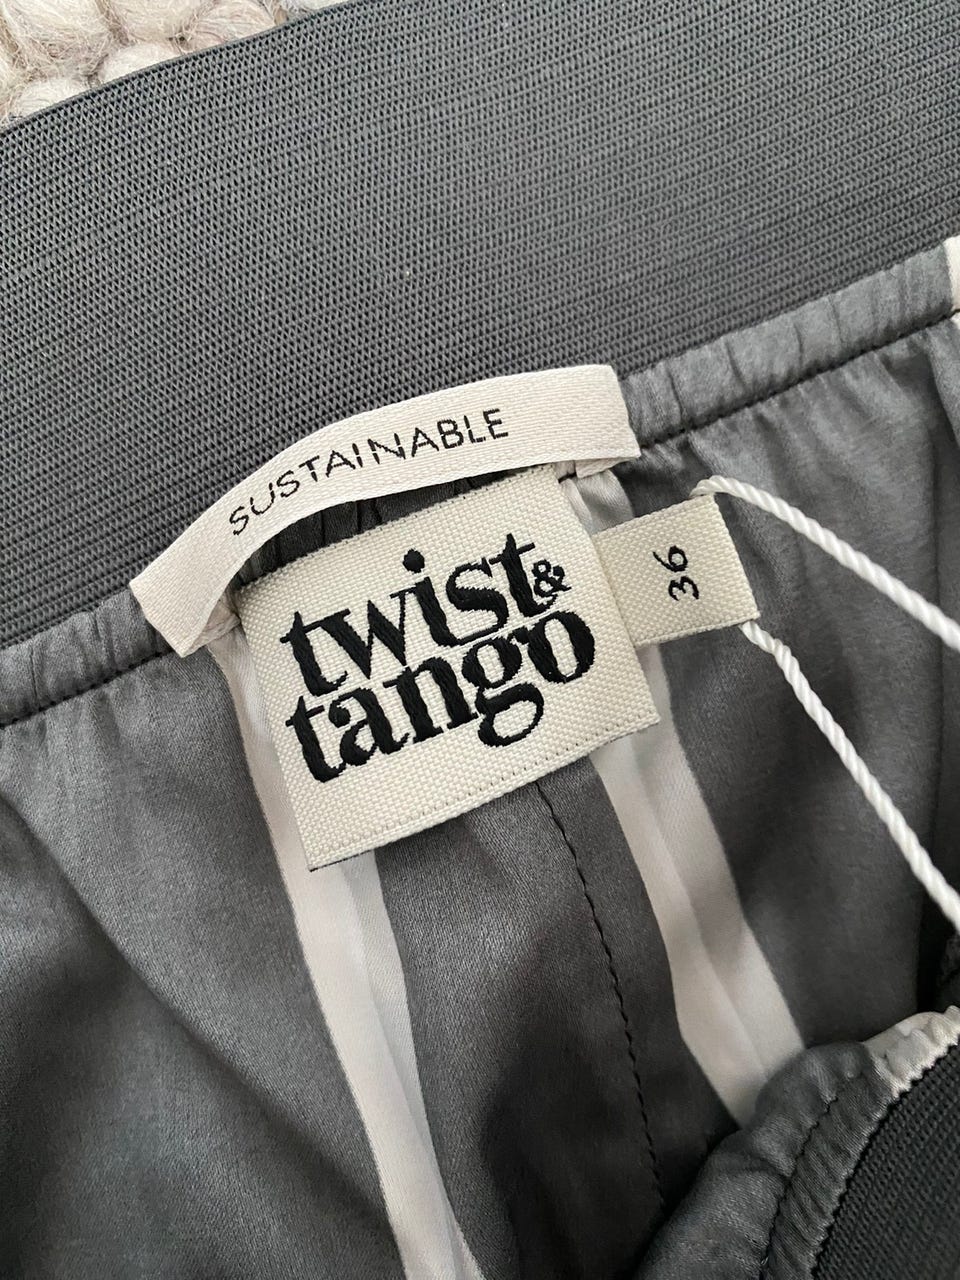 SUSTAINABLE
twist &
tango
36